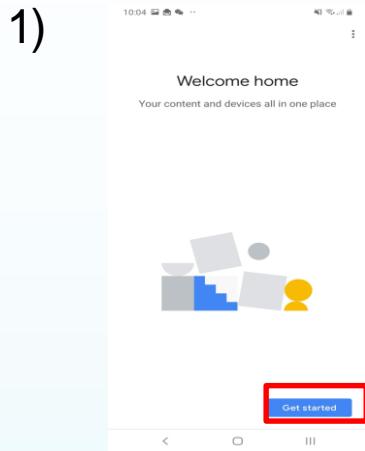 1)
10:04
Welcome home
Your content and devices all in one place
Get started